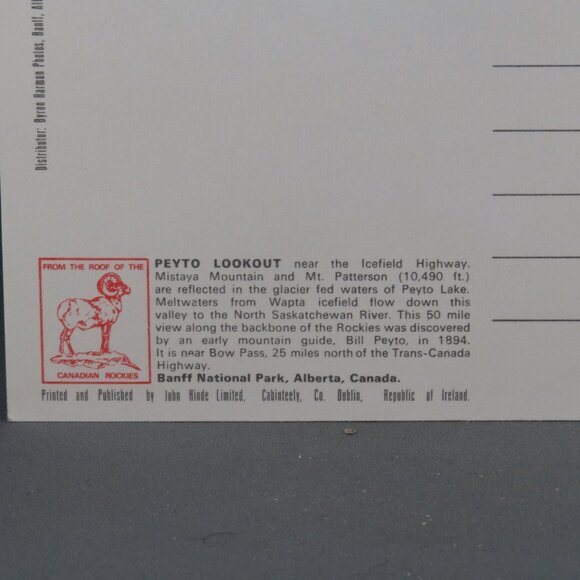 Distributor: Byron Harmon Photos, Banff,
FROM THE ROOF OF THE
CANADIAN ROCKIES
PEYTO LOOKOUT near the Icefield Highway.
Mistaya Mountain and Mt. Patterson (10,490 ft.)
are reflected in the glacier fed waters of Peyto Lake.
Meltwaters from Wapta icefield flow down this
valley to the North Saskatchewan River. This 50 mile
view along the backbone of the Rockies was discovered
by an early mountain guide, Bill Peyto, in 1894.
It is near Bow Pass, 25 miles north of the Trans-Canada
Highway.
Banff National Park, Alberta, Canada.
Printed and Published by John Hinde Limited, Cabinteely, Co. Dublin, Republic of Ireland.